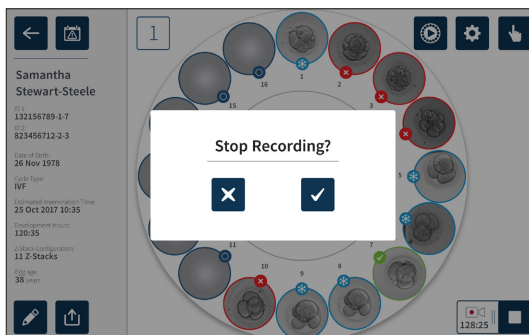 1
Samantha
Stewart-Steele
ID 1:
132156789-1-7
ID 2:
823456712-2-3
Date of Birth:
26 Nov 1978
Cycle Type:
IVF
Estimated Insemination Time:
25 Oct 2017 10:35
Development Hours:
120:35
Z-Stack Configuration:
11 Z-Stacks
Egg age:
38 years
16
1
2
15
3
Stop Recording?
5
11
7
10
9
8
128:25